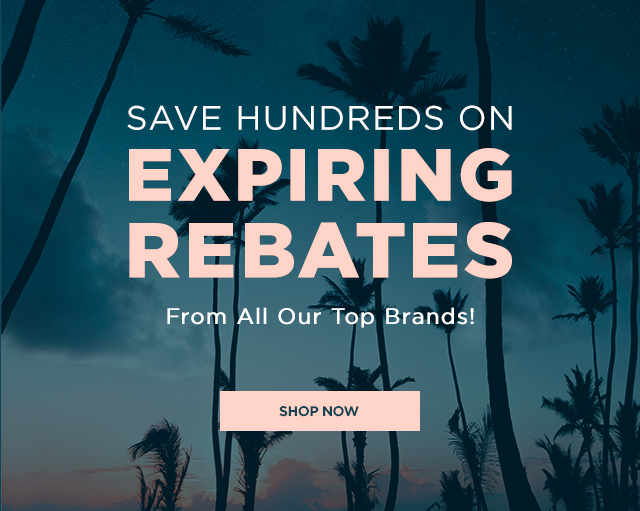 SAVE HUNDREDS ON
EXPIRING
REBATES
From All Our Top Brands!
SHOP NOW